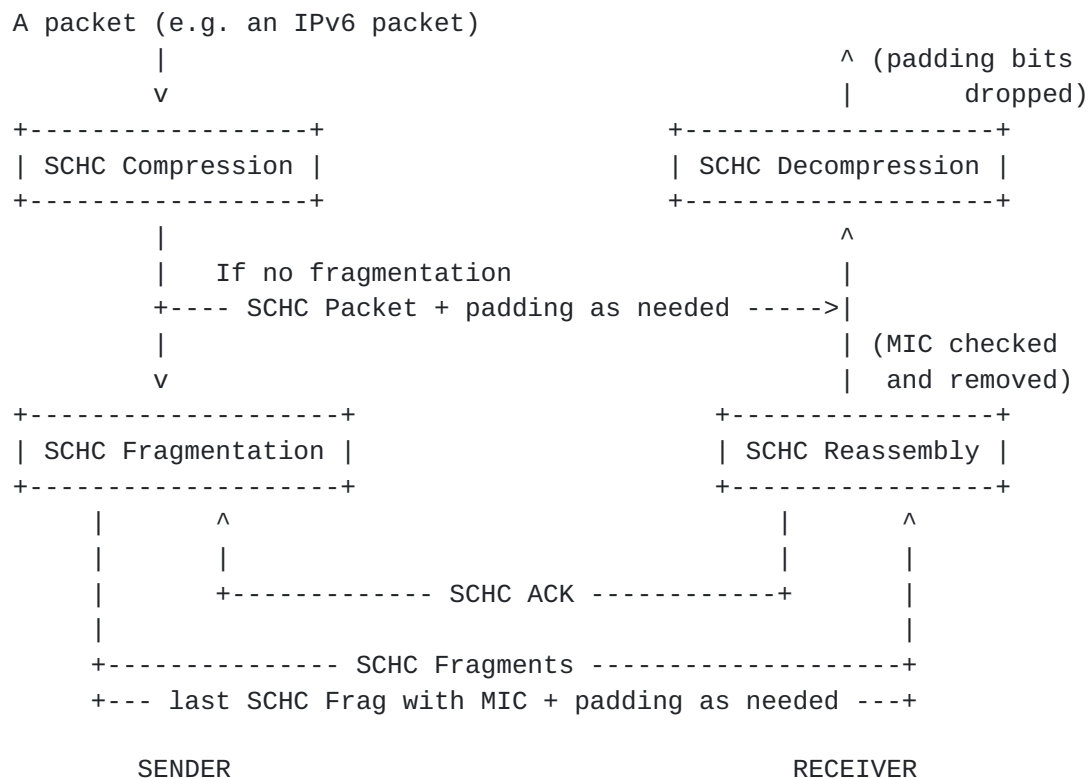 A packet (e.g. an IPv6 packet)
         |                                           ^ (padding bits
         v                                           |       dropped)
+------------------+                      +--------------------+
| SCHC Compression |                      | SCHC Decompression |
+------------------+                      +--------------------+
         |                                           ^
         |   If no fragmentation                     |
         +---- SCHC Packet + padding as needed ----->|
         |                                           | (MIC checked
         v                                           |  and removed)
+--------------------+                       +-----------------+
| SCHC Fragmentation |                       | SCHC Reassembly |
+--------------------+                       +-----------------+
     |       ^                                   |       ^
     |       |                                   |       |
     |       +------------- SCHC ACK ------------+       |
     |                                                   |
     +--------------- SCHC Fragments --------------------+
     +--- last SCHC Frag with MIC + padding as needed ---+
        SENDER                                    RECEIVER